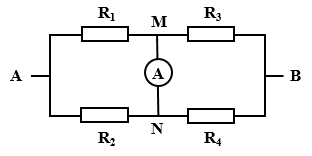 R₁ M R₃
A A B
R₂ N R₄